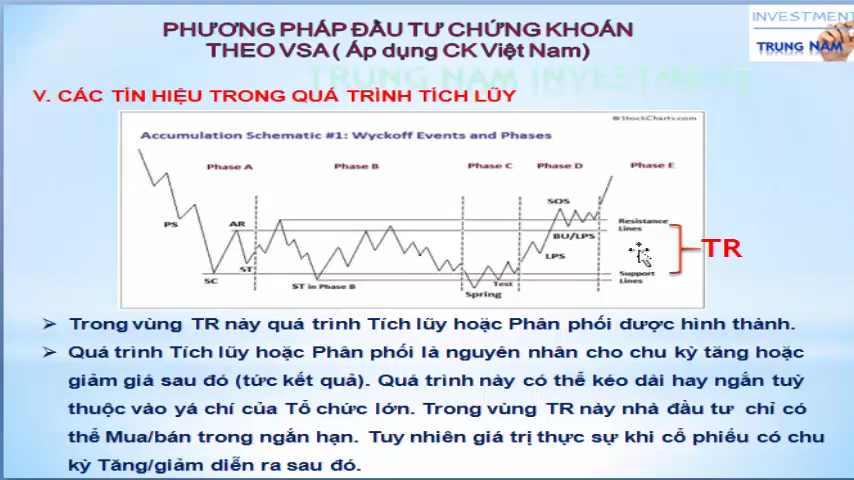 PHƯƠNG PHÁP ĐẦU TƯ CHỨNG KHOÁN
THEO VSA ( Áp dụng CK Việt Nam)
INVESTMENT
TRUNG NAM
TRUNG NAM INVESTMENT
V. CÁC TÍN HIỆU TRONG QUÁ TRÌNH TÍCH LŨY
© StockCharts.com
Accumulation Schematic #1: Wyckoff Events and Phases
Phase A Phase B Phase C Phase D Phase E
SOS
PS AR Resistance
Lines
BU/LPS
TR
LPS
ST
SC ST in Phase B Test Support
Lines
Spring
Trong vùng TR này quá trình Tích lũy hoặc Phân phối được hình thành.
Quá trình Tích lũy hoặc Phân phối là nguyên nhân cho chu kỳ tăng hoặc
giảm giá sau đó (tức kết quả). Quá trình này có thể kéo dài hay ngắn tuỳ
thuộc vào yá chí của Tổ chức lớn. Trong vùng TR này nhà đầu tư chỉ có
thể Mua/bán trong ngắn hạn. Tuy nhiên giá trị thực sự khi cổ phiếu có chu
kỳ Tăng/giảm diễn ra sau đó.